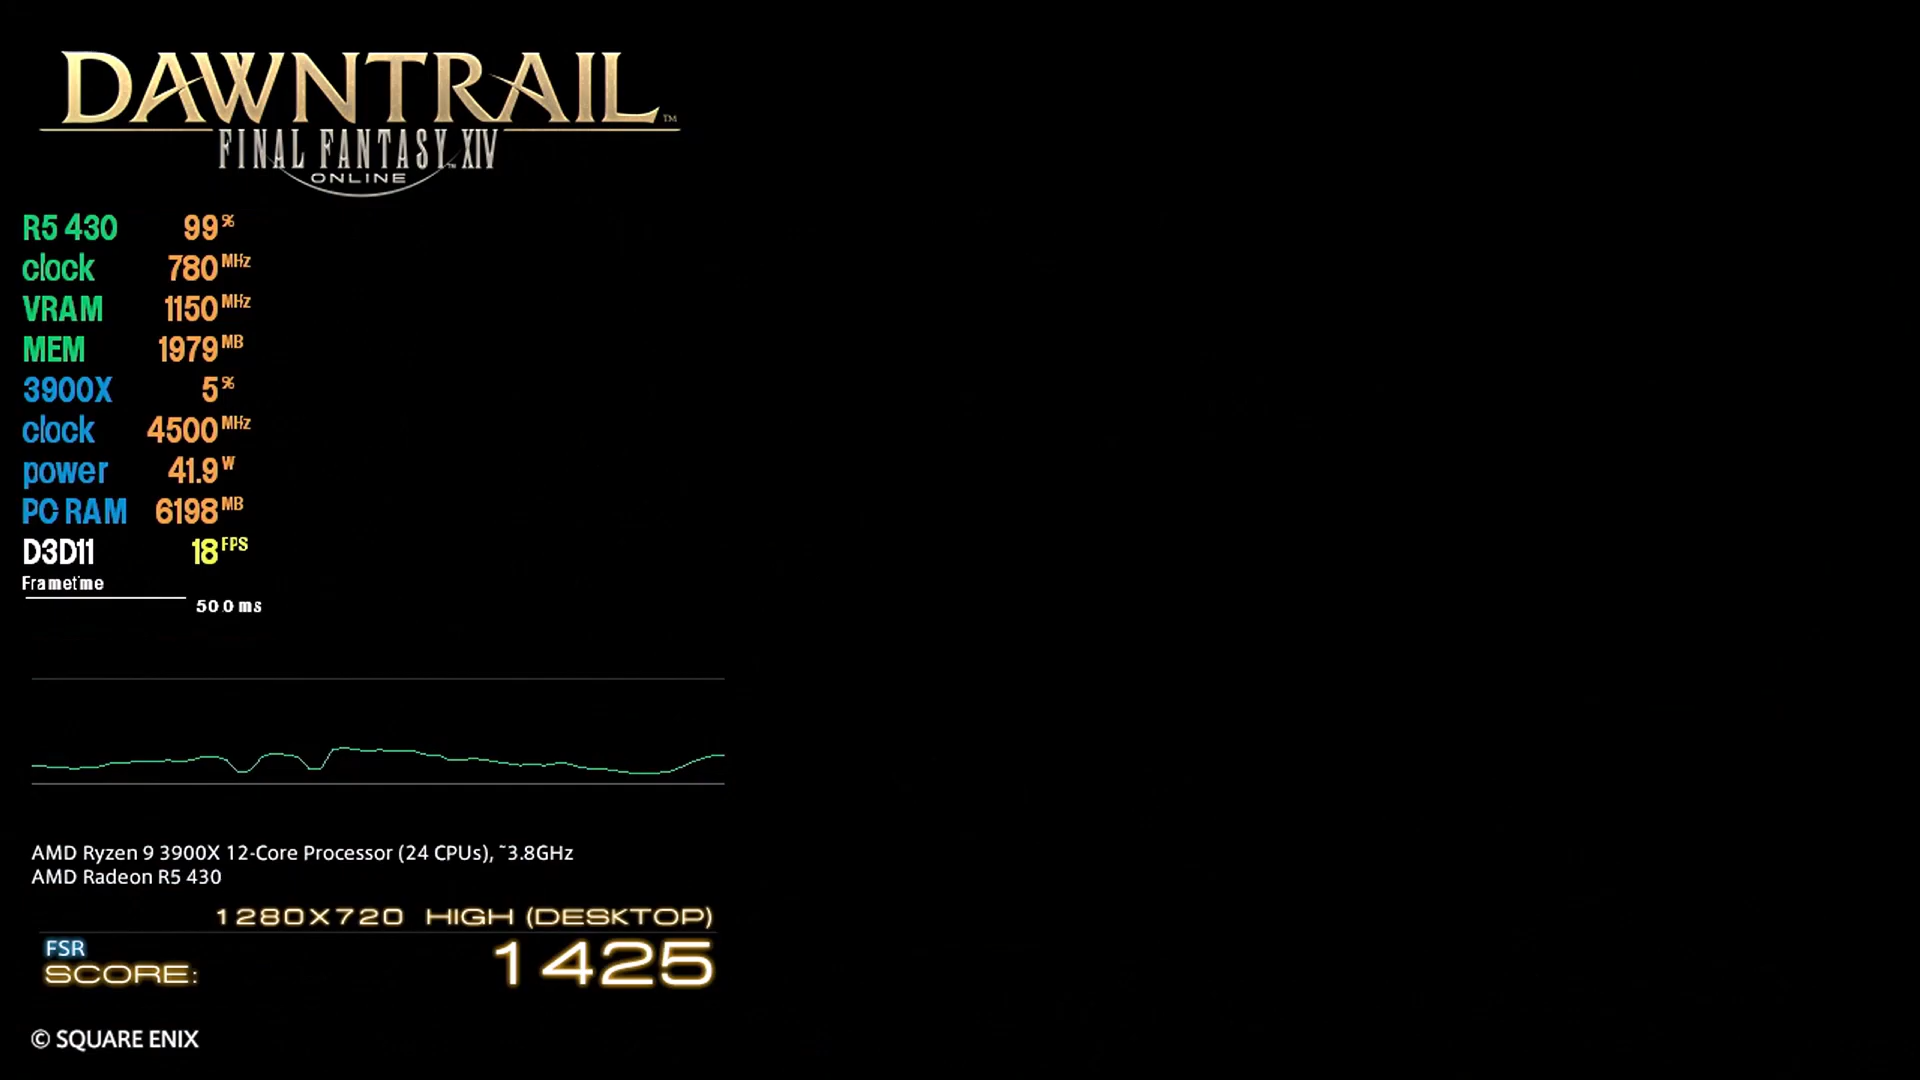 DAWNTRAIL™
FINAL FANTASY™ XIV
ONLINE
R5 430 99%
clock 780 MHz
VRAM 1150 MHz
MEM 1979 MB
3900X 5%
clock 4500 MHz
power 41.9 W
PC RAM 6198 MB
D3D11 18 FPS
Frametime
50.0 ms
AMD Ryzen 9 3900X 12-Core Processor (24 CPUs), ~3.8GHz
AMD Radeon R5 430
1280X720 HIGH (DESKTOP)
FSR
SCORE: 1425
© SQUARE ENIX